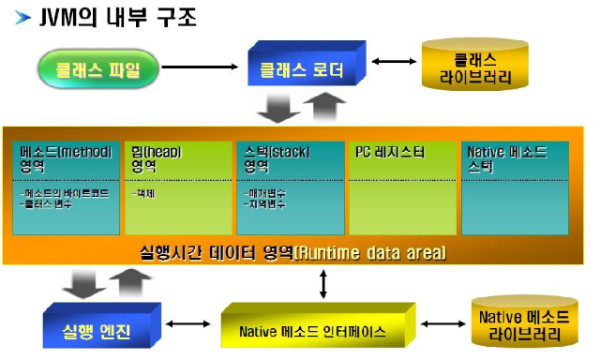 JVM의 내부 구조
클래스 파일
클래스 로더
클래스
라이브러리
메소드(method)
영역
-메소드의 바이트코드
-클래스 변수
힙(heap)
영역
-객체
스택(stack)
영역
-매개변수
-지역변수
PC 레지스터
Native 메소드
스택
실행시간 데이터 영역(Runtime data area)
실행 엔진
Native 메소드 인터페이스
Native 메소드
라이브러리